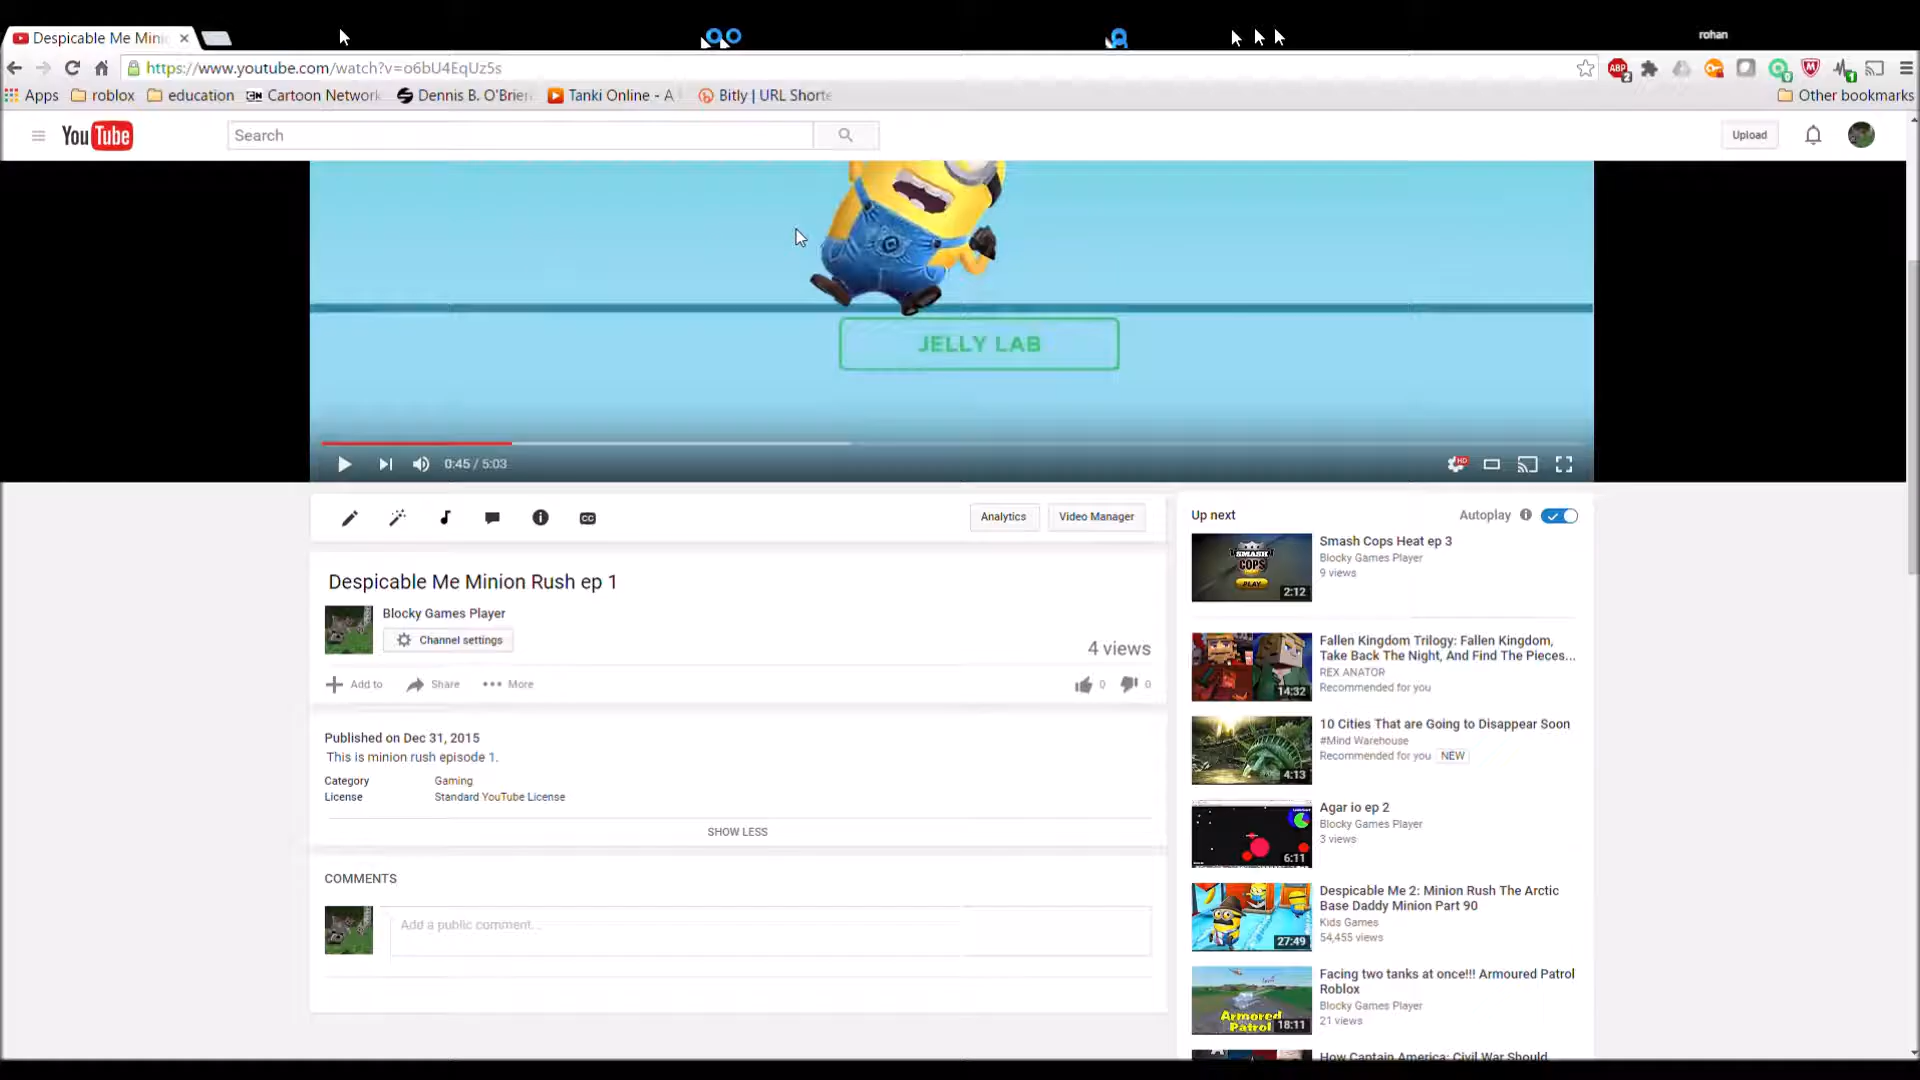 rohan
Despicable Me Mini
https://www.youtube.com/watch?v=o6bU4EqUz5s
ABP 2
Apps roblox education Cartoon Network Dennis B. O'Brien Tanki Online - A Bitly | URL Shorte Other bookmarks
YouTube Search Upload
JELLY LAB
0:45 / 5:03 HD
Analytics Video Manager
Despicable Me Minion Rush ep 1
Blocky Games Player
Channel settings
4 views
Add to Share More 0 0
Published on Dec 31, 2015
This is minion rush episode 1.
Category Gaming
License Standard YouTube License
SHOW LESS
COMMENTS
Add a public comment...
Up next Autoplay
SMASH COPS PLAY 2:12
Smash Cops Heat ep 3
Blocky Games Player
9 views
14:32
Fallen Kingdom Trilogy: Fallen Kingdom,
Take Back The Night, And Find The Pieces...
REX ANATOR
Recommended for you
4:13
10 Cities That are Going to Disappear Soon
#Mind Warehouse
Recommended for you NEW
6:11
Agar io ep 2
Blocky Games Player
3 views
27:49
Despicable Me 2: Minion Rush The Arctic
Base Daddy Minion Part 90
Kids Games
54,455 views
Armored Patrol 18:11
Facing two tanks at once!!! Armoured Patrol
Roblox
Blocky Games Player
21 views
How Captain America: Civil War Should